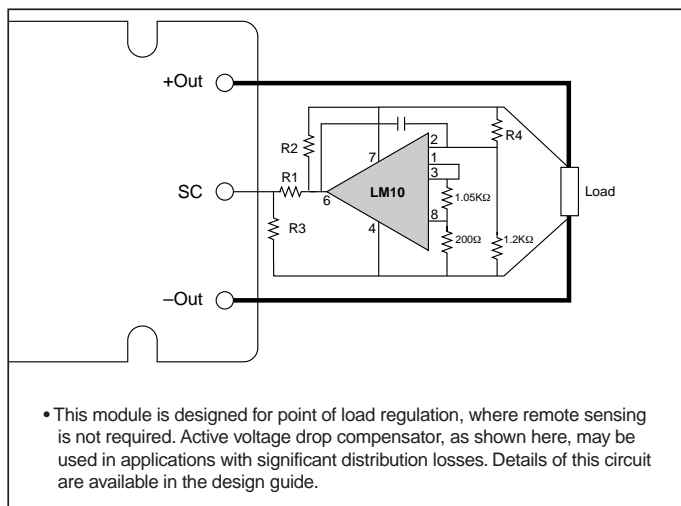 +Out
R4
R2
2
7
1
R1
3
SC
LM10
Load
6
1.05KΩ
4
8
R3
200Ω
1.2KΩ
–Out
• This module is designed for point of load regulation, where remote sensing
is not required. Active voltage drop compensator, as shown here, may be
used in applications with significant distribution losses. Details of this circuit
are available in the design guide.